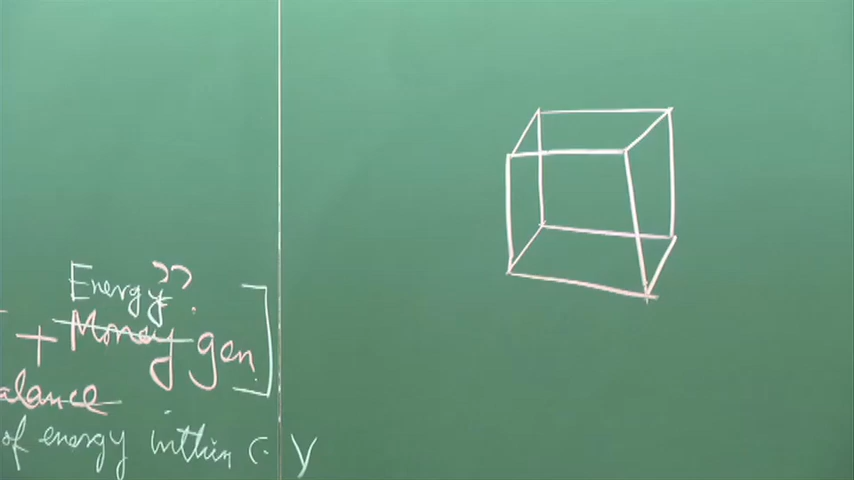 Energy??
+ Money gen]
alance
of energy within C. V